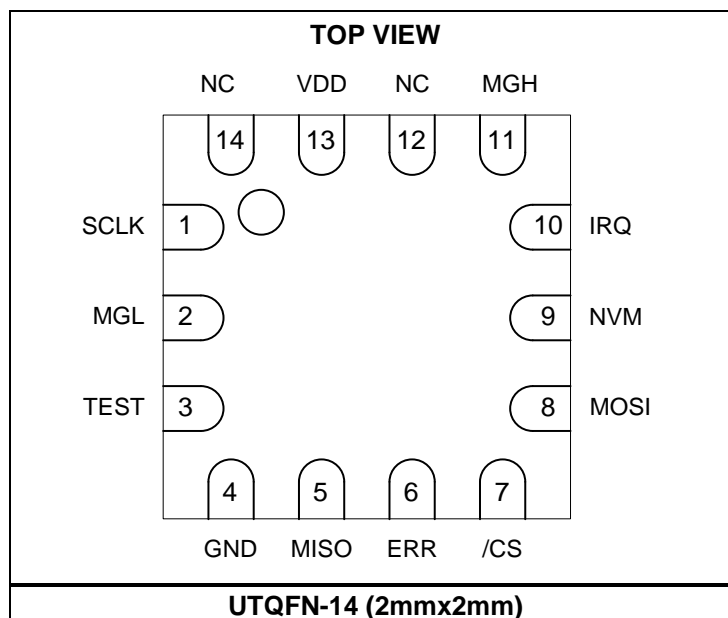 TOP VIEW
NC VDD NC MGH
14 13 12 11
SCLK 1 10 IRQ
MGL 2 9 NVM
TEST 3 8 MOSI
4 5 6 7
GND MISO ERR /CS
UTQFN-14 (2mmx2mm)